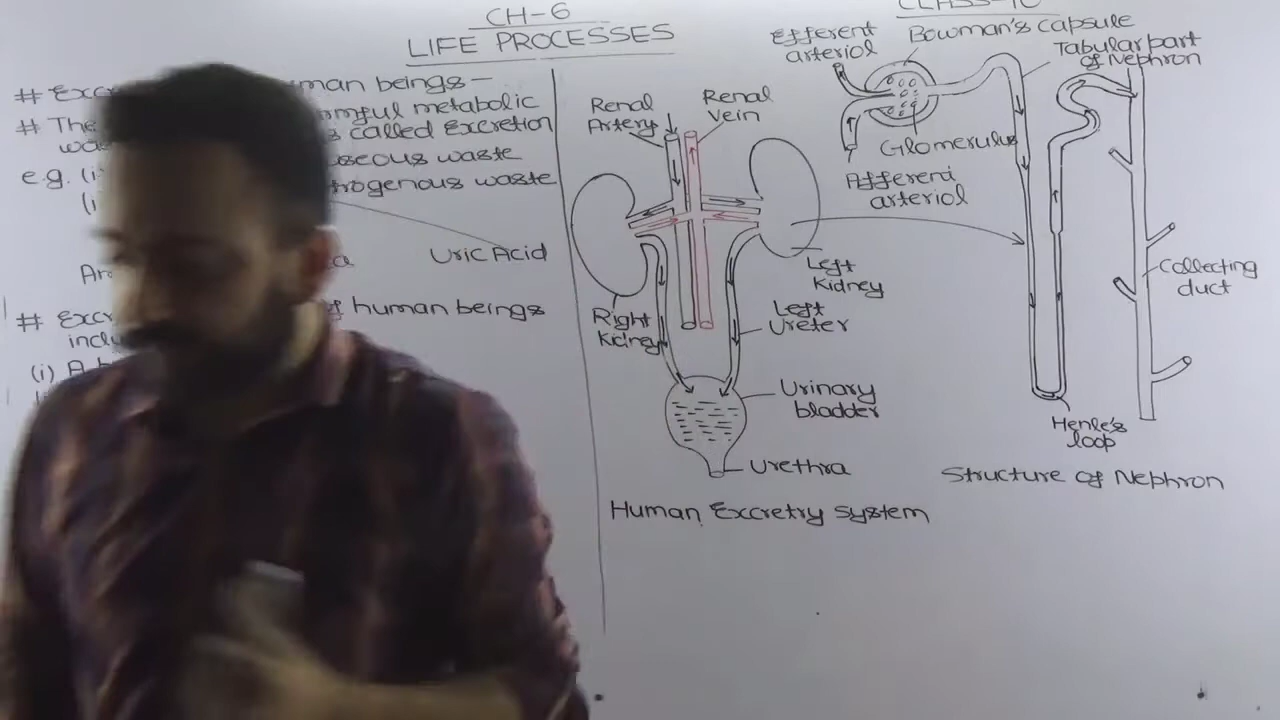 CH-6
LIFE PROCESSES
CLASS-10
# Exc
man beings-
# The
mful metabolic
was
s called Excretion
e.g. (i
useous waste
(i
trogenous waste
Am
a
Uric Acid
# Exc
f human beings
inclu
(i) A
Renal
Artery
Renal
Vein
Right
Kidney
Left
Kidney
Left
Ureter
Urinary
bladder
Urethra
Human Excretry System
Efferent
arteriol
Bowman's capsule
Tabular part
of Nephron
Glomerulus
Afferent
arteriol
Collecting
duct
Henle's
loop
Structure of Nephron